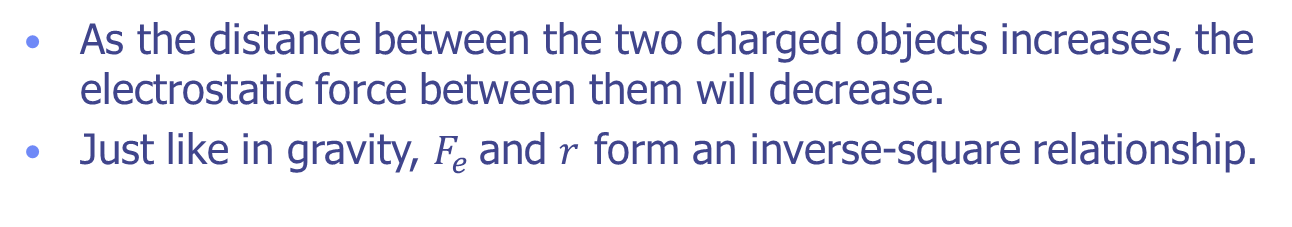 • As the distance between the two charged objects increases, the
electrostatic force between them will decrease.
• Just like in gravity, Fₑ and r form an inverse-square relationship.